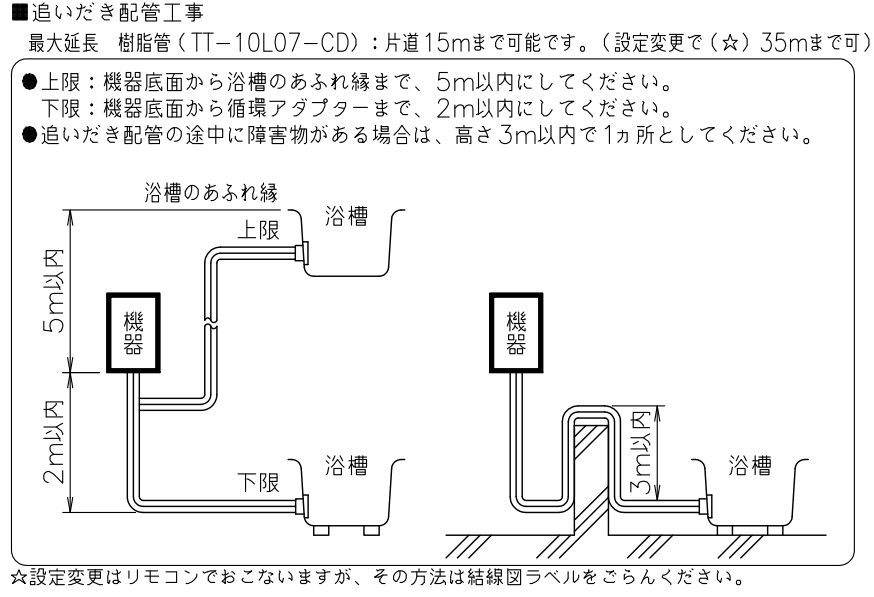 ■追いだき配管工事
最大延長 樹脂管(TT-10L07-CD):片道15mまで可能です。(設定変更で(☆)35mまで可)
●上限:機器底面から浴槽のあふれ縁まで、5m以内にしてください。
下限:機器底面から循環アダプターまで、2m以内にしてください。
●追いだき配管の途中に障害物がある場合は、高さ3m以内で1ヵ所としてください。
浴槽のあふれ縁
上限
浴槽
5m以内
機器
2m以内
下限
浴槽
機器
3m以内
浴槽
☆設定変更はリモコンでおこないますが、その方法は結線図ラベルをごらんください。